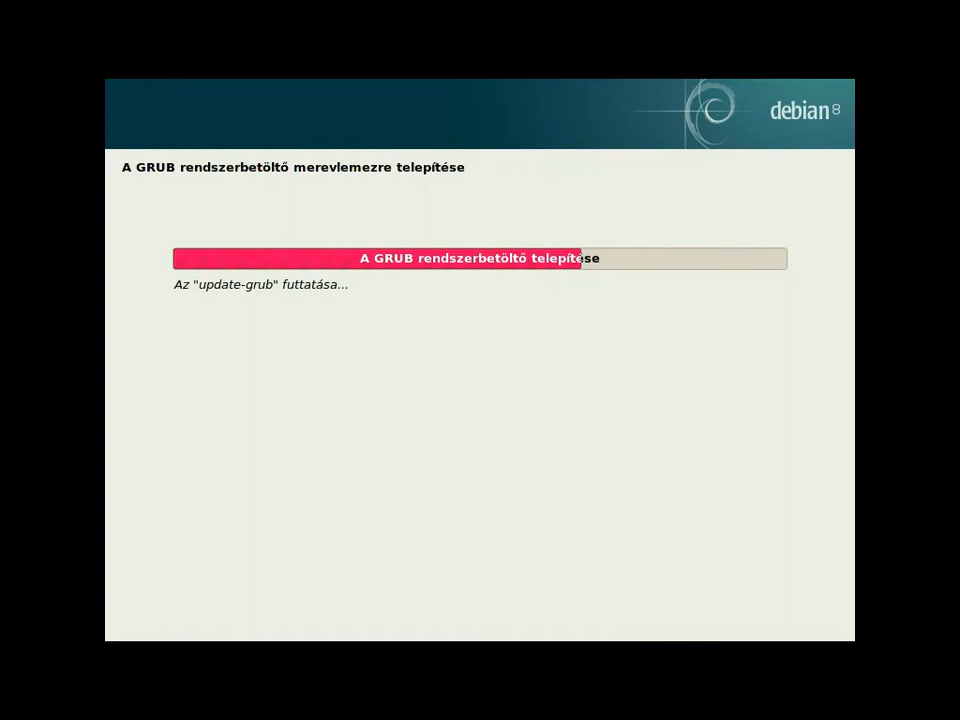 debian 8
A GRUB rendszerbetöltő merevlemezre telepítése
A GRUB rendszerbetöltő telepítése
Az "update-grub" futtatása...